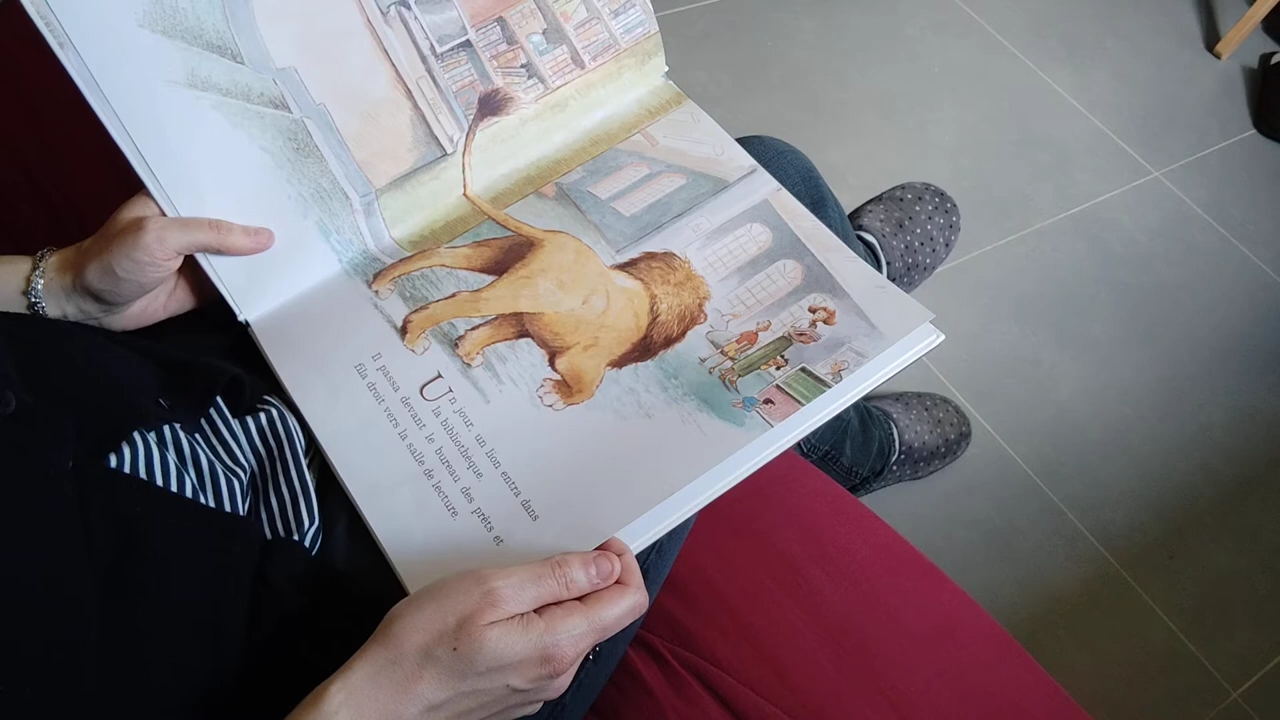 Un jour, un lion entra dans
la bibliothèque.
Il passa devant le bureau des prêts et
fila droit vers la salle de lecture.